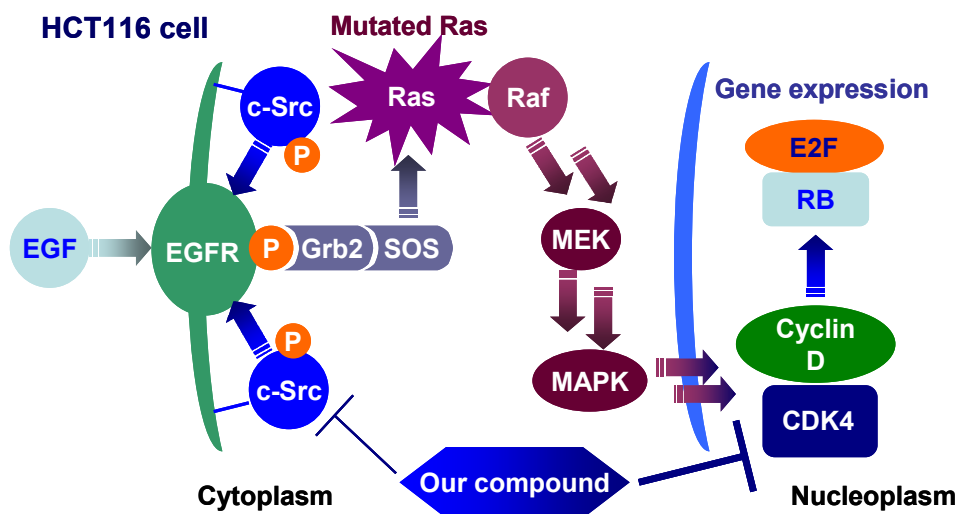 HCT116 cell
Mutated Ras
c-Src
P
Ras
Raf
Gene expression
E2F
RB
EGF
EGFR
P
Grb2
SOS
MEK
P
c-Src
MAPK
Cyclin
D
CDK4
Our compound
Cytoplasm
Nucleoplasm